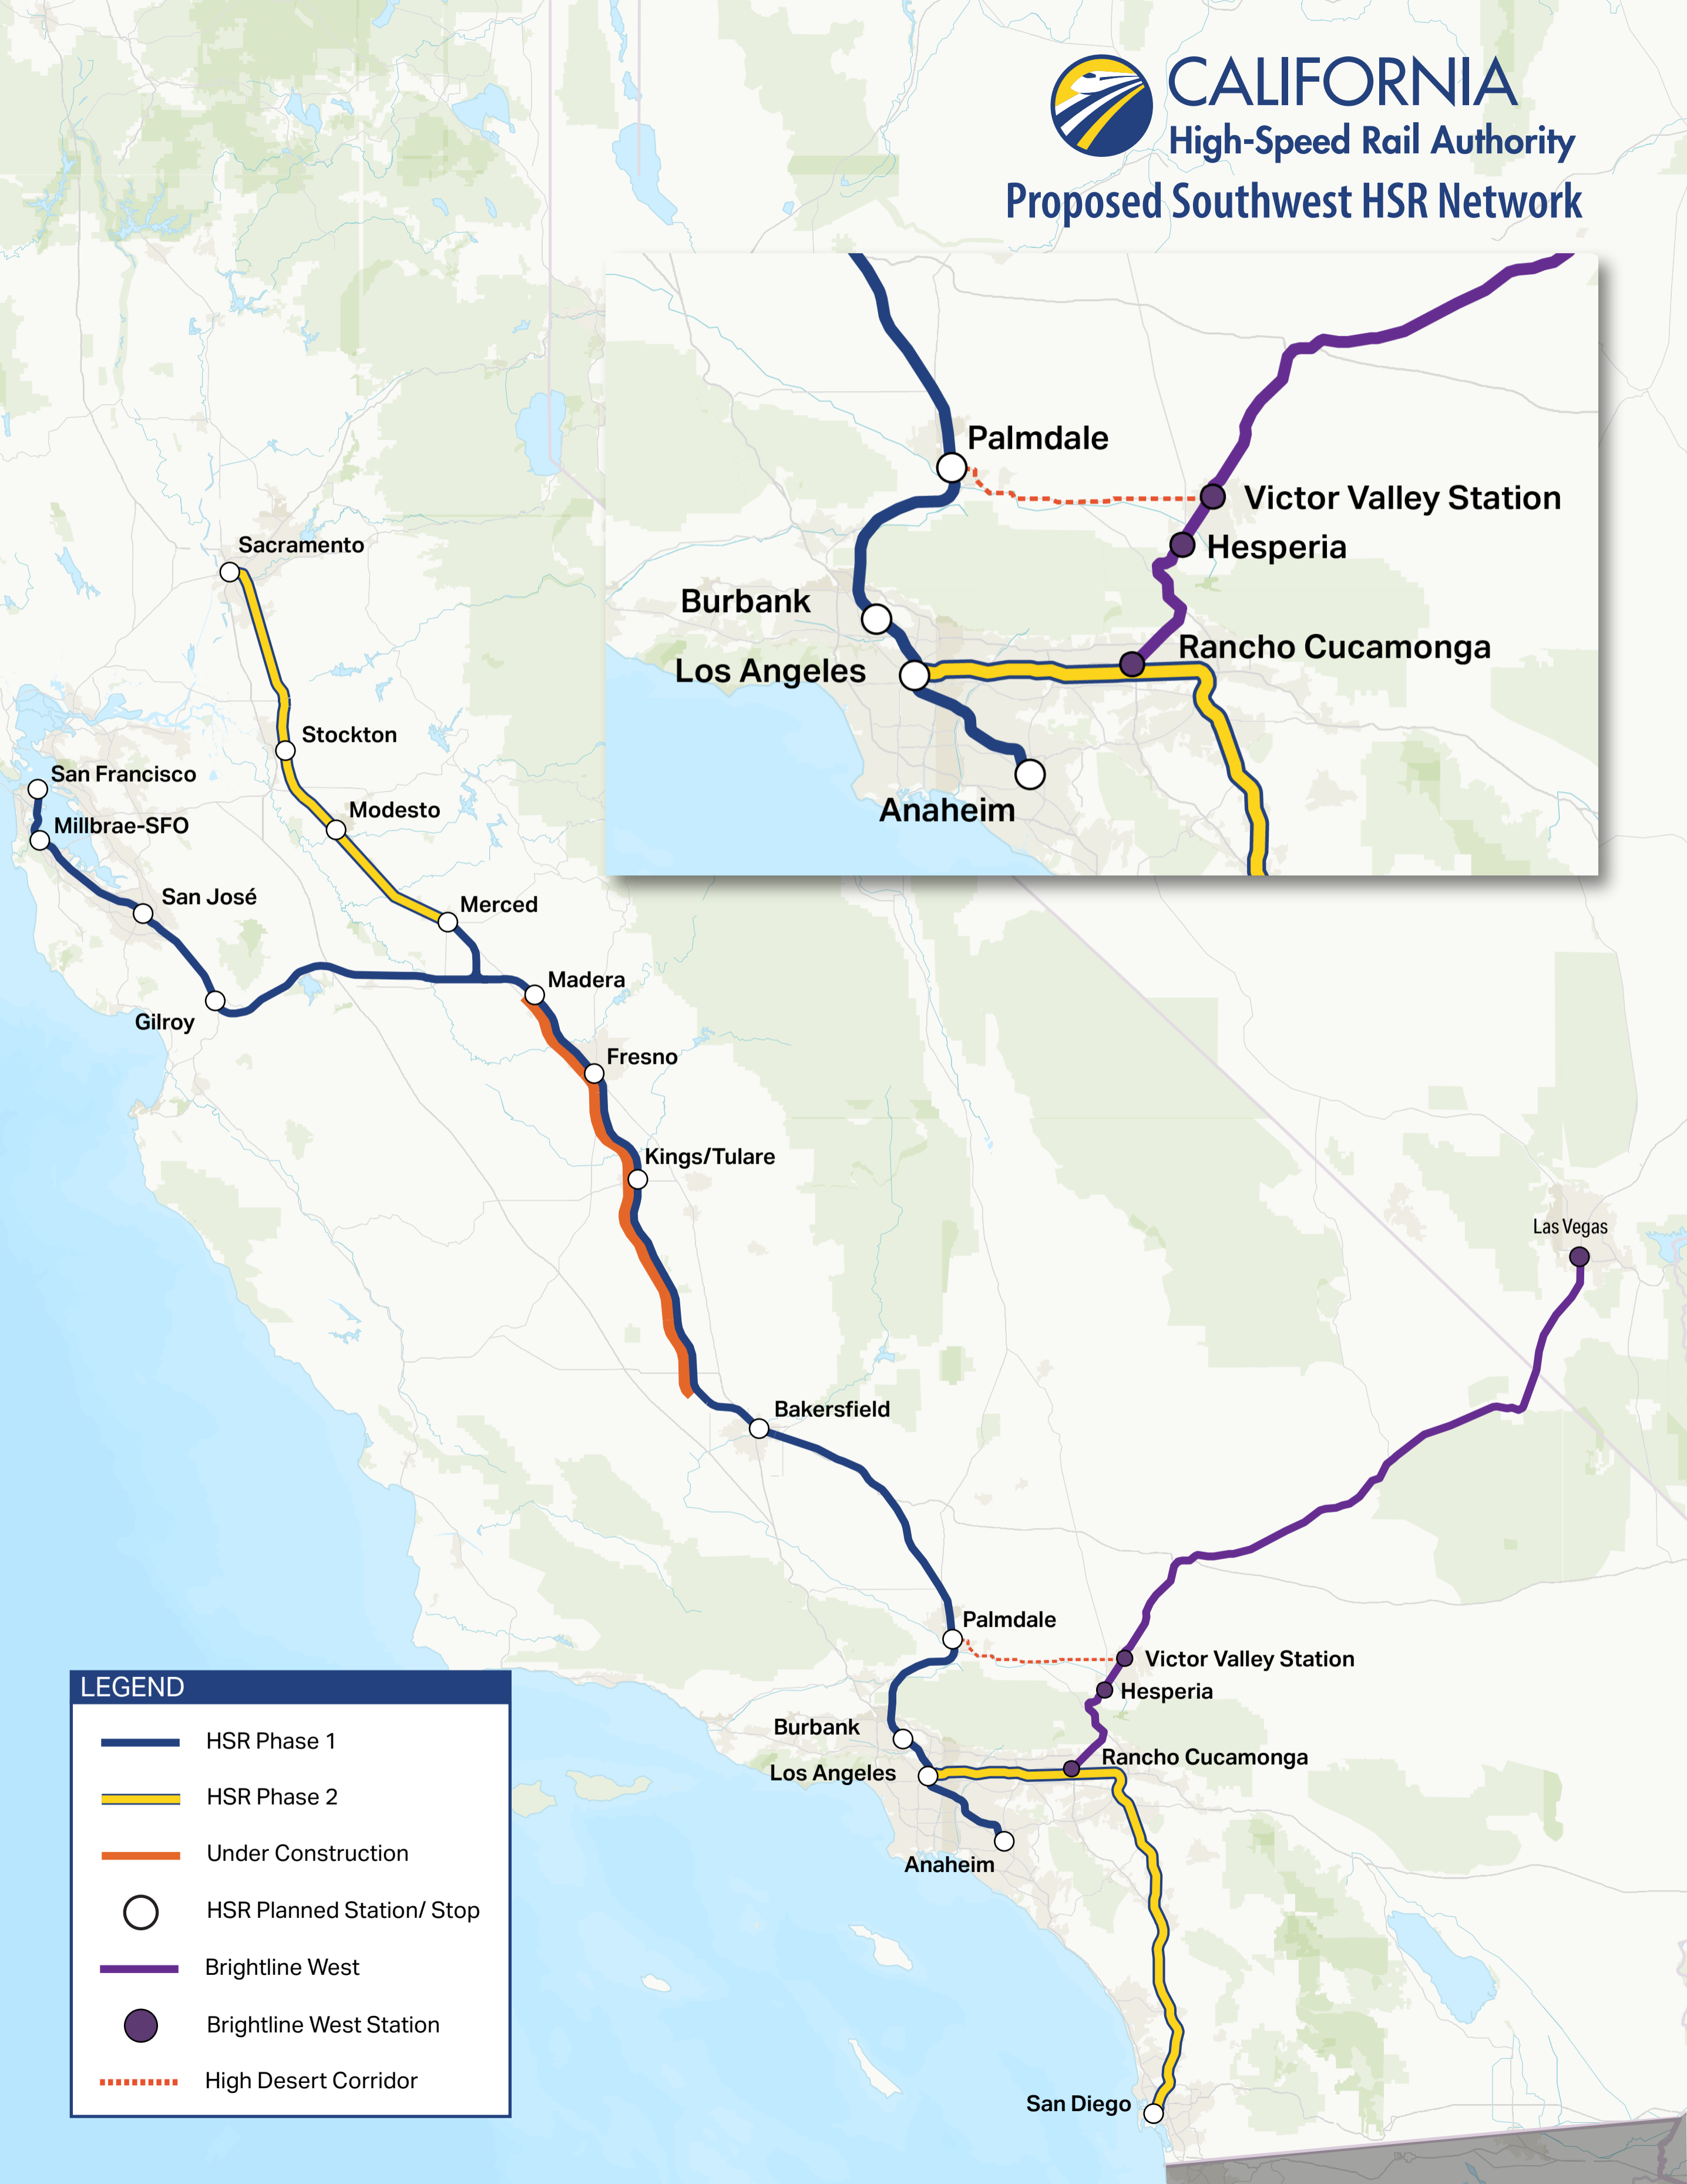 CALIFORNIA
High-Speed Rail Authority
Proposed Southwest HSR Network
Palmdale
Victor Valley Station
Hesperia
Burbank
Rancho Cucamonga
Los Angeles
Anaheim
Sacramento
Stockton
San Francisco
Modesto
Millbrae-SFO
San José
Merced
Madera
Gilroy
Fresno
Kings/Tulare
Las Vegas
Bakersfield
Palmdale
Victor Valley Station
Hesperia
Burbank
Rancho Cucamonga
Los Angeles
Anaheim
San Diego
LEGEND
HSR Phase 1
HSR Phase 2
Under Construction
HSR Planned Station/ Stop
Brightline West
Brightline West Station
High Desert Corridor